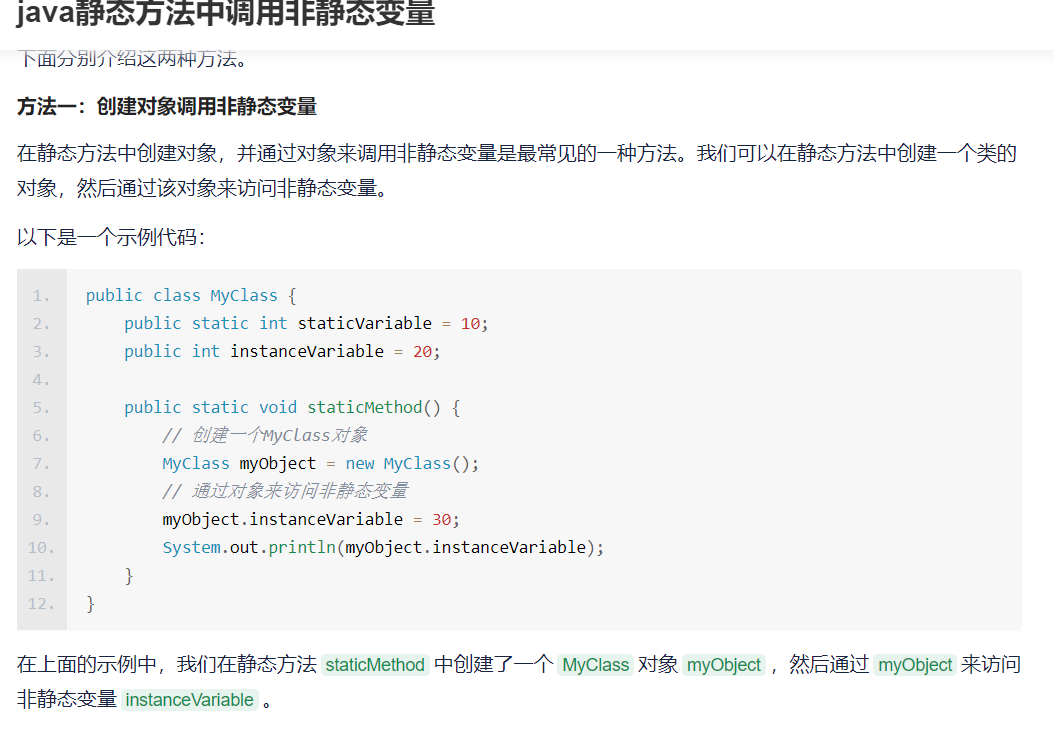 java静态方法中调用非静态变量
下面分别介绍这两种方法。
方法一：创建对象调用非静态变量
在静态方法中创建对象，并通过对象来调用非静态变量是最常见的一种方法。我们可以在静态方法中创建一个类的
对象，然后通过该对象来访问非静态变量。
以下是一个示例代码：
1. public class MyClass {
2.     public static int staticVariable = 10;
3.     public int instanceVariable = 20;
4.
5.     public static void staticMethod() {
6.         // 创建一个MyClass对象
7.         MyClass myObject = new MyClass();
8.         // 通过对象来访问非静态变量
9.         myObject.instanceVariable = 30;
10.         System.out.println(myObject.instanceVariable);
11.     }
12. }
在上面的示例中，我们在静态方法 staticMethod 中创建了一个 MyClass 对象 myObject ，然后通过 myObject 来访问
非静态变量 instanceVariable 。